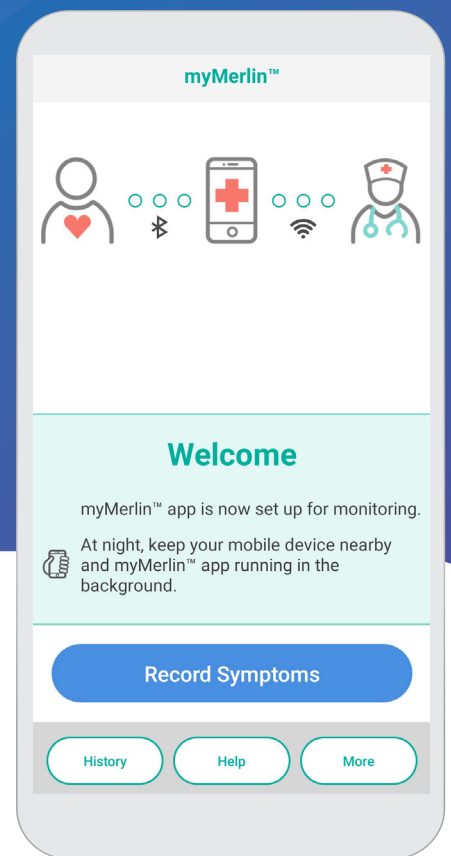 myMerlin™
Welcome
myMerlin™ app is now set up for monitoring.
At night, keep your mobile device nearby
and myMerlin™ app running in the
background.
Record Symptoms
History
Help
More